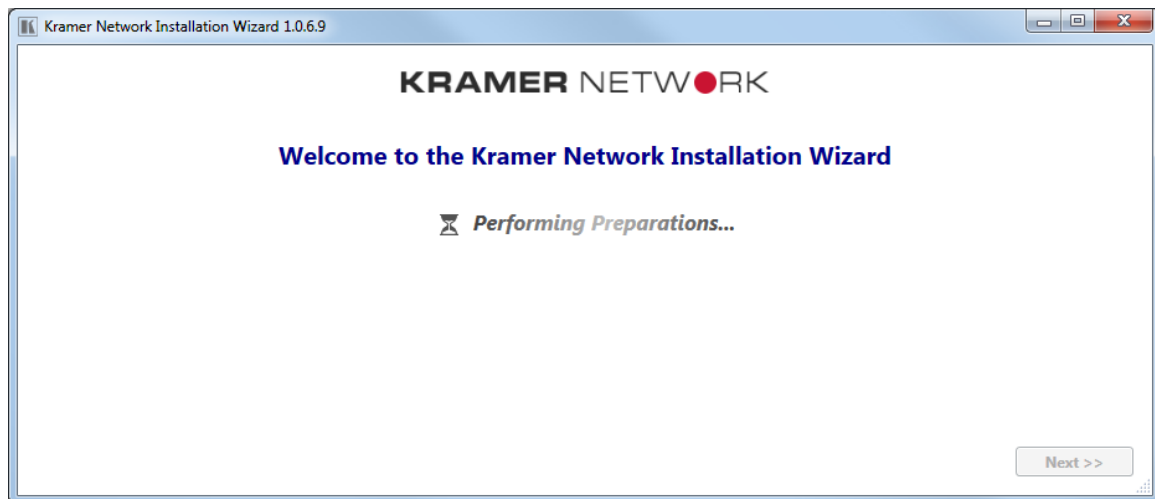 Kramer Network Installation Wizard 1.0.6.9
KRAMER NETWORK
Welcome to the Kramer Network Installation Wizard
Performing Preparations...
Next >>